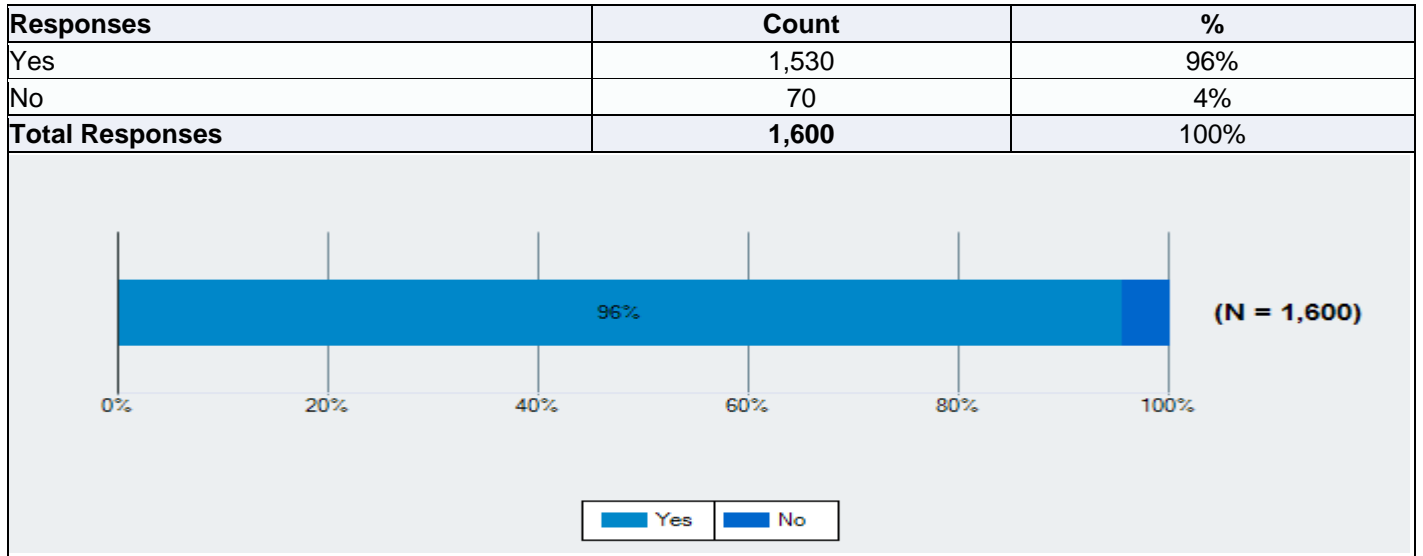 Responses Count %
Yes 1,530 96%
No 70 4%
Total Responses 1,600 100%
96% (N = 1,600)
0% 20% 40% 60% 80% 100%
Yes No